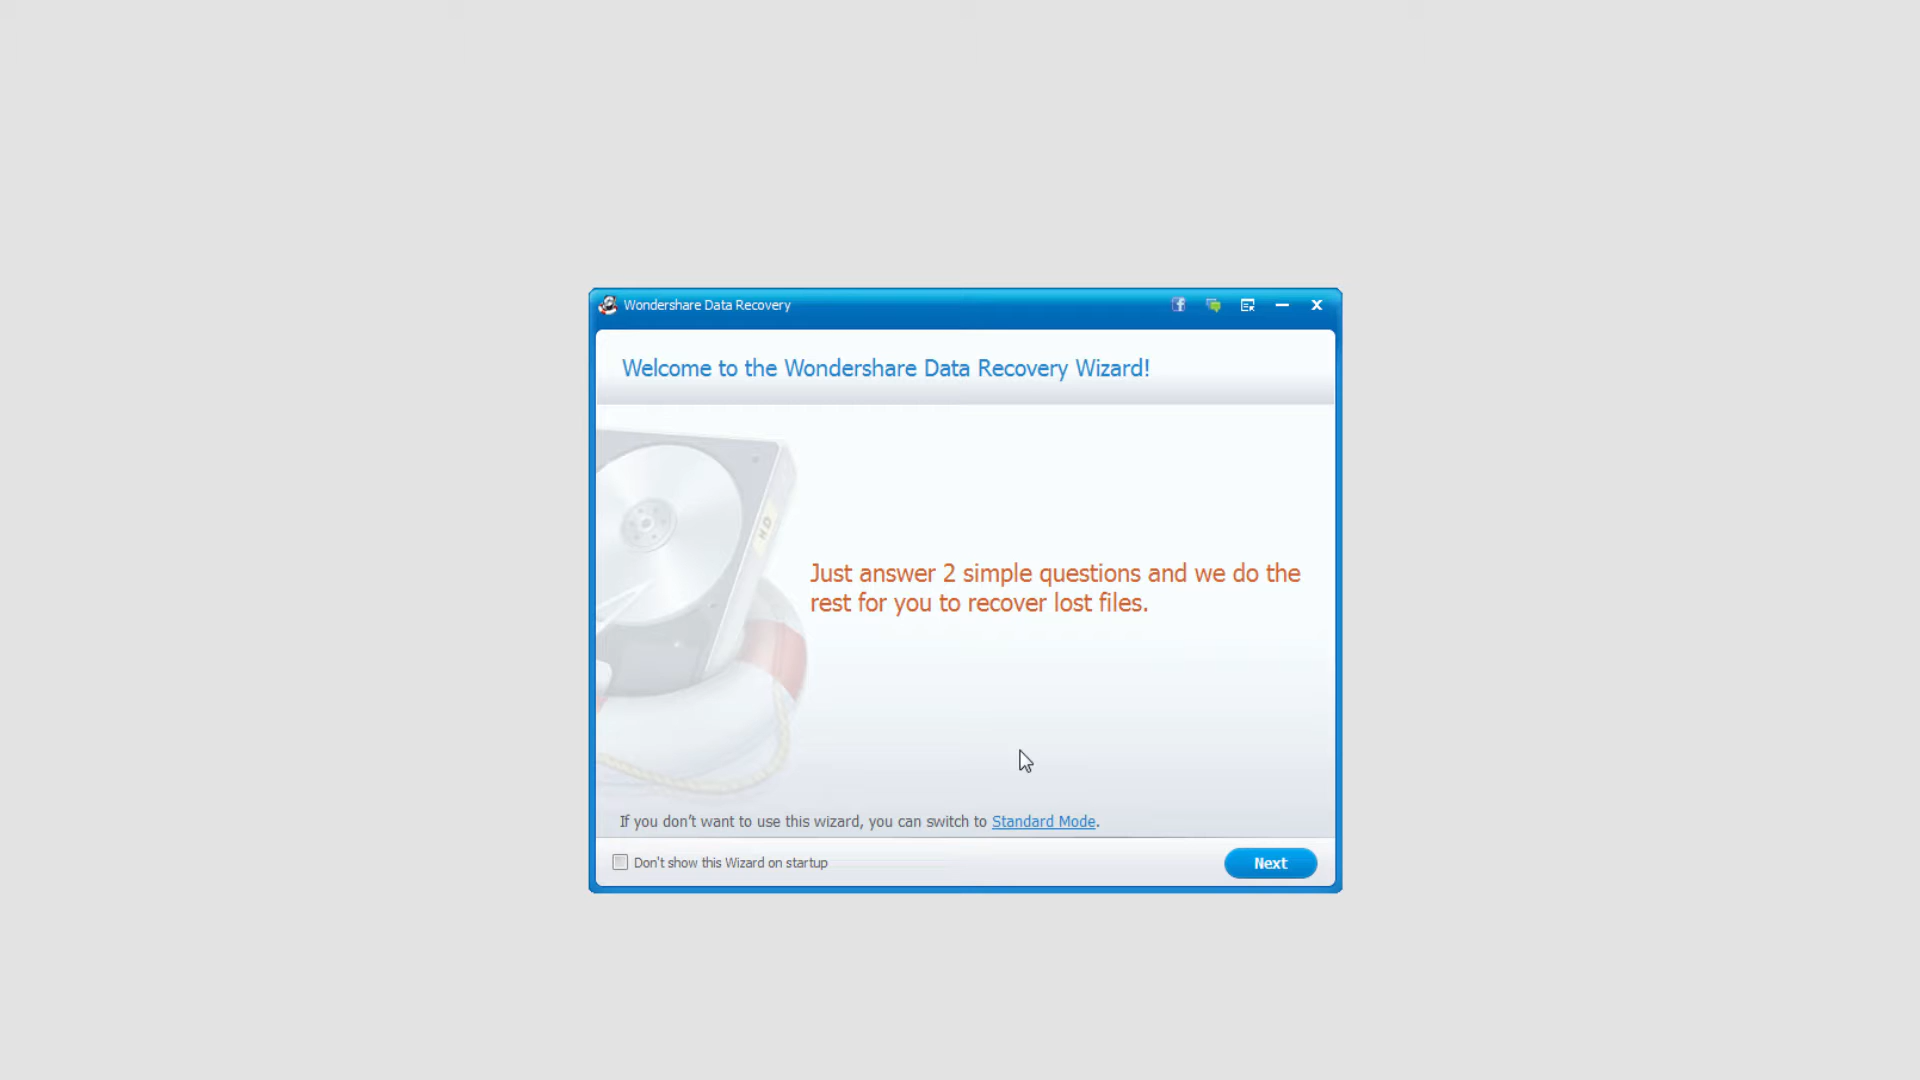 Wondershare Data Recovery
Welcome to the Wondershare Data Recovery Wizard!
HD
Just answer 2 simple questions and we do the
rest for you to recover lost files.
If you don't want to use this wizard, you can switch to Standard Mode.
Don't show this Wizard on startup
Next